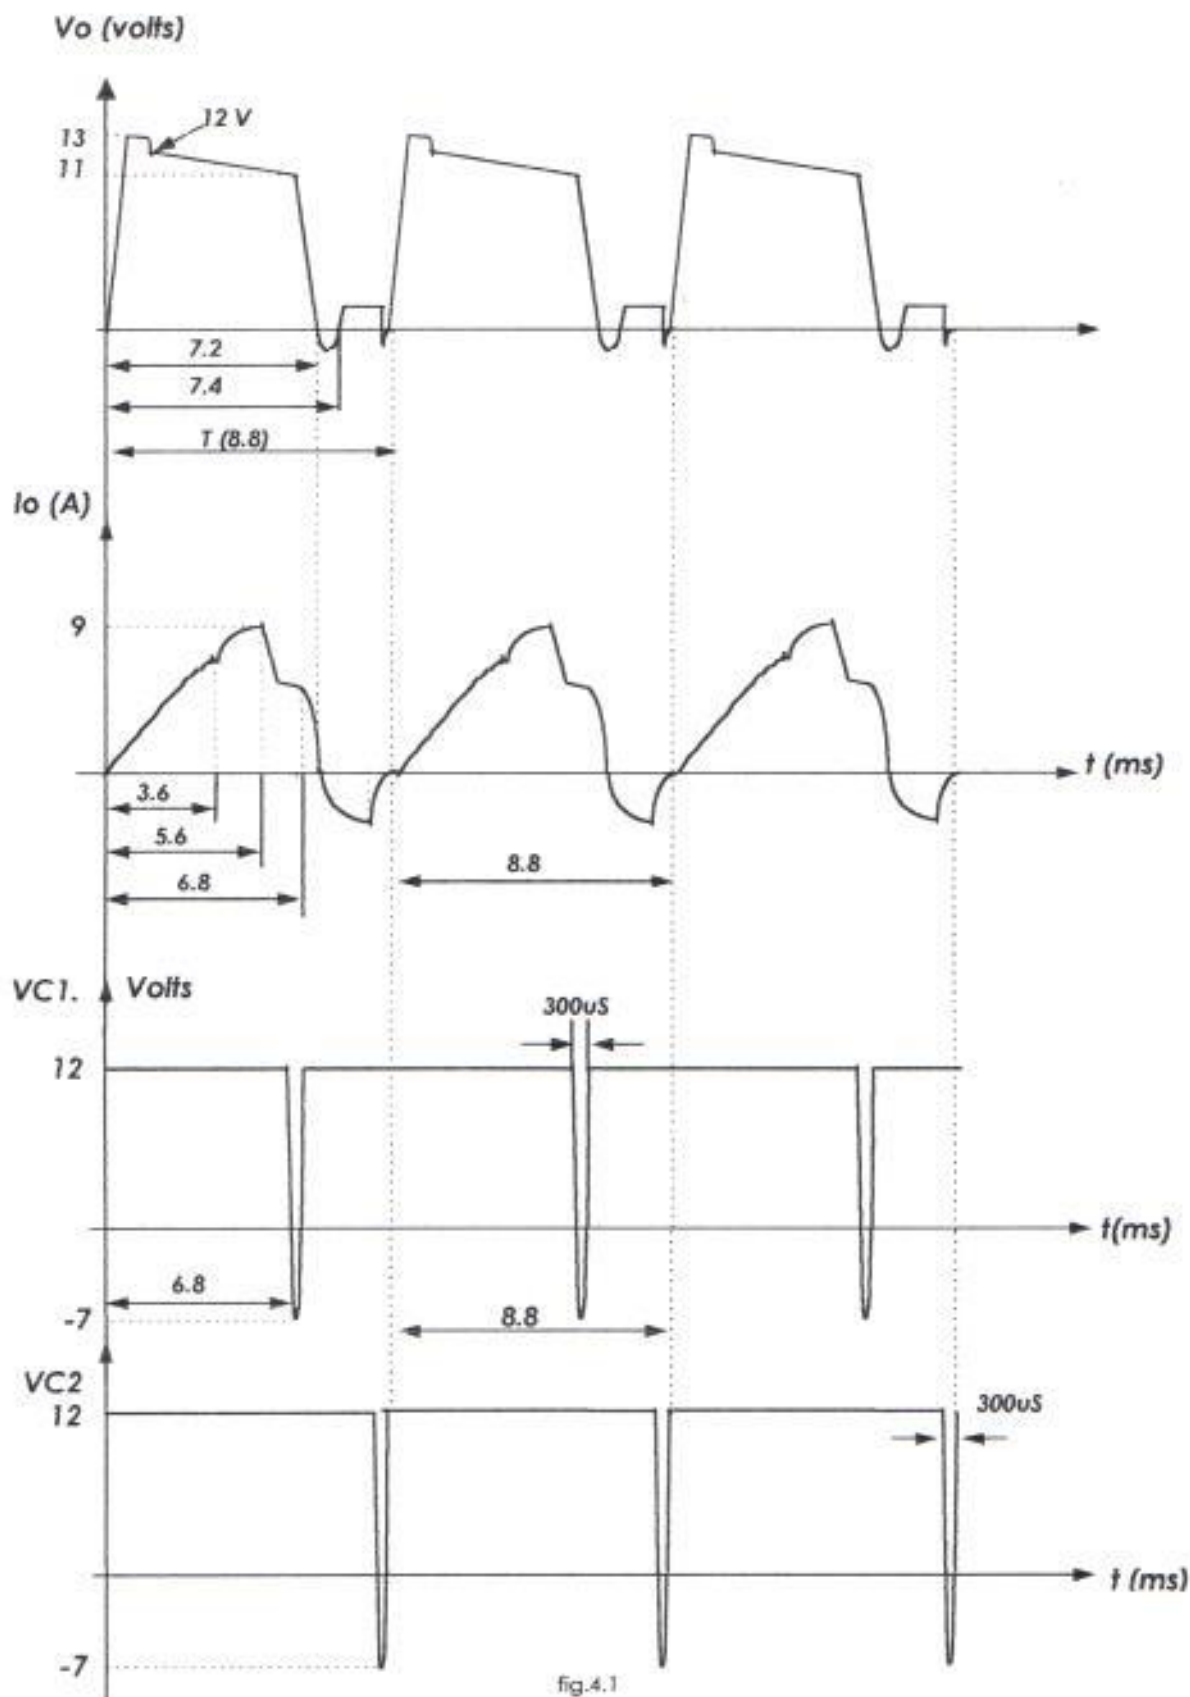 Vo (volts)
12 V
13
11
7.2
7.4
T (8.8)
Io (A)
9
t (ms)
3.6
5.6
6.8
8.8
VC1. Volts
300uS
12
t(ms)
6.8
-7
8.8
VC2
12
300uS
t (ms)
-7
fig.4.1